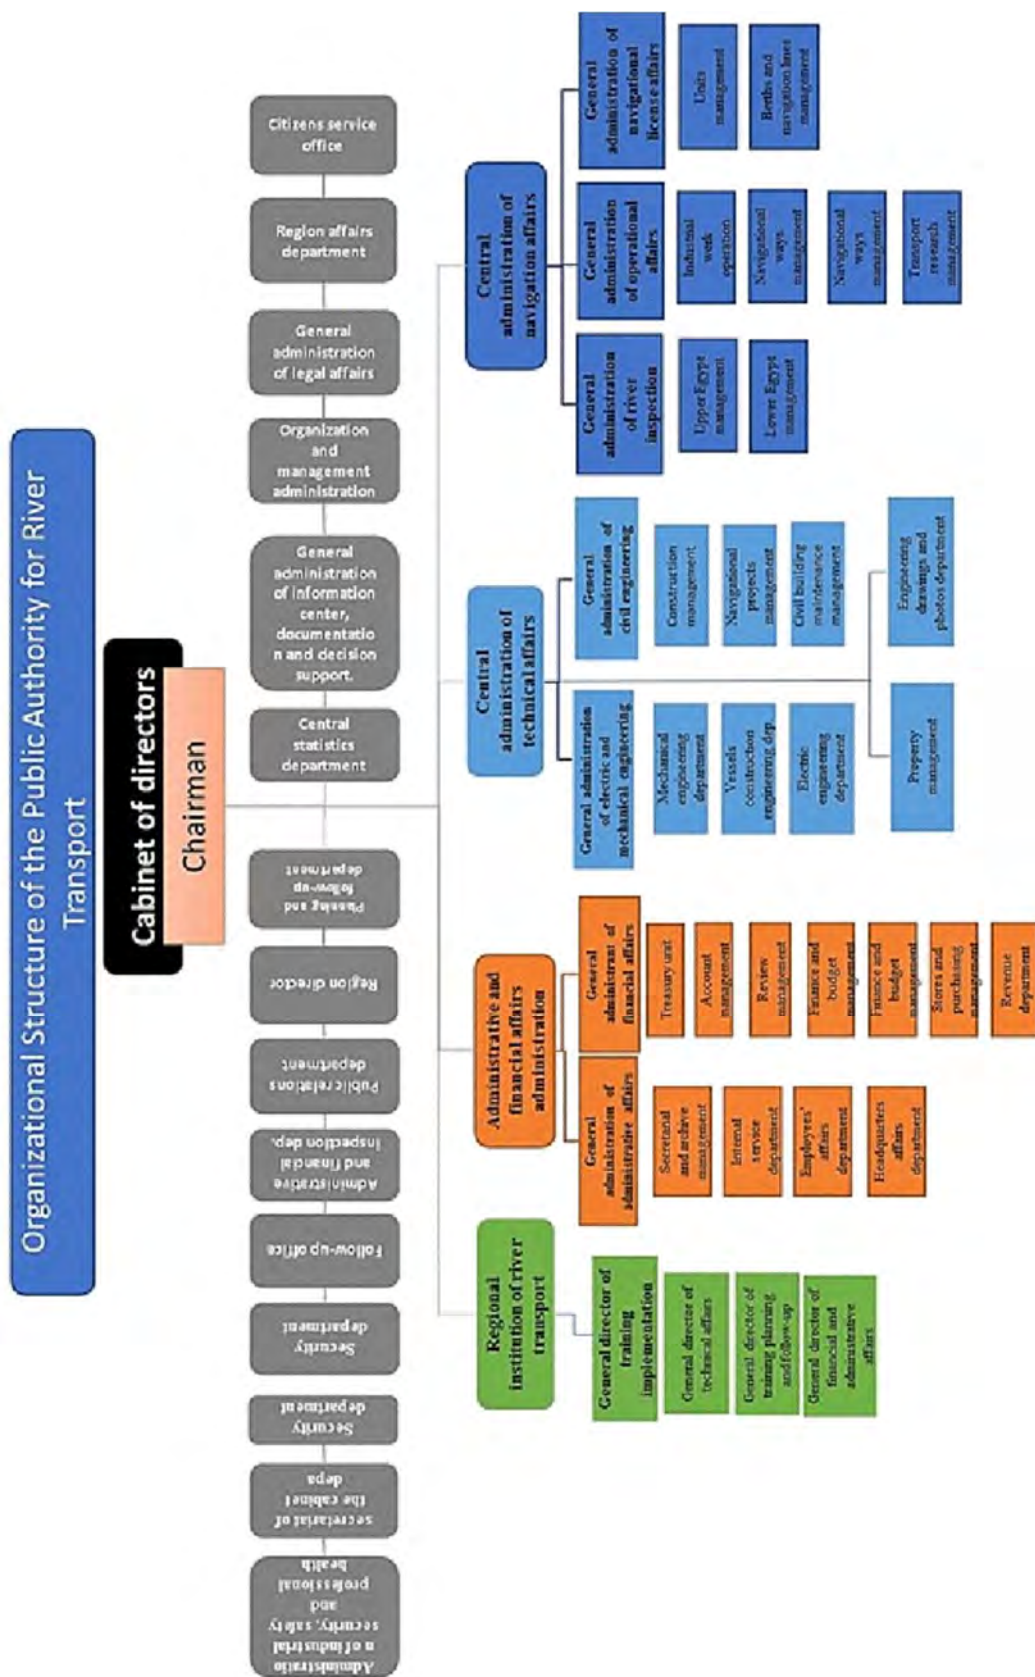 Organizational Structure of the Public Authority for River
Transport
Cabinet of directors
Chairman
Administratio
n of industrial
security, safety
and
professional
health
secretariat of
the cabinet
depa
Security
department
Security
department
Follow-up office
Administrative
and financial
inspection dep.
Public relations
department
Region director
Planning and
follow-up
department
Central
statistics
department
General
administration
of information
center,
documentatio
n and decision
support.
Organization
and
management
administration
General
administration
of legal affairs
Region affairs
department
Citizens service
office
Regional
institution of river
transport
General director of
training
implementation
General director of
technical affairs
General director of
training planning
and follow-up
General director of
financial and
administrative
affairs
Administrative and
financial affairs
administration
General
administration of
administrative affairs
Secretarial
and archive
management
Internal
service
department
Employees'
affairs
department
Headquarters
affairs
department
General
administrant of
financial affairs
Treasury unit
Account
management
Review
management
Finance and
budget
management
Finance and
budget
management
Stores and
purchasing
management
Revenue
department
Central
administration of
technical affairs
General administration
of electric and
mechanical engineering
Mechanical
engineering
department
Vessels
construction
engineering dep.
Electric
engineering
department
General
administration of
civil engineering
Construction
management
Navigational
projects
management
Civil building
maintenance
management
Property
management
Engineering
drawings and
photos department
Central
administration of
navigation affairs
General
administration
of river
inspection
Upper Egypt
management
Lower Egypt
management
General
administration
of operational
affairs
Industrial
work
operation
Navigational
ways
management
Navigational
ways
management
Transport
research
management
General
administration of
navigational
license affairs
Units
management
Berths and
navigation lines
management